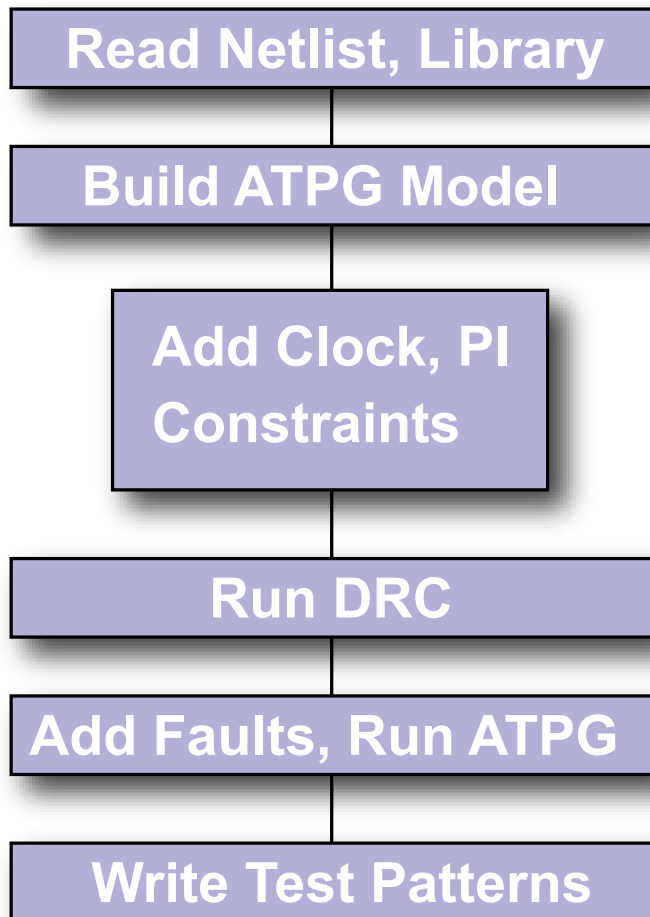 Read Netlist, Library
Build ATPG Model
Add Clock, PI
Constraints
Run DRC
Add Faults, Run ATPG
Write Test Patterns